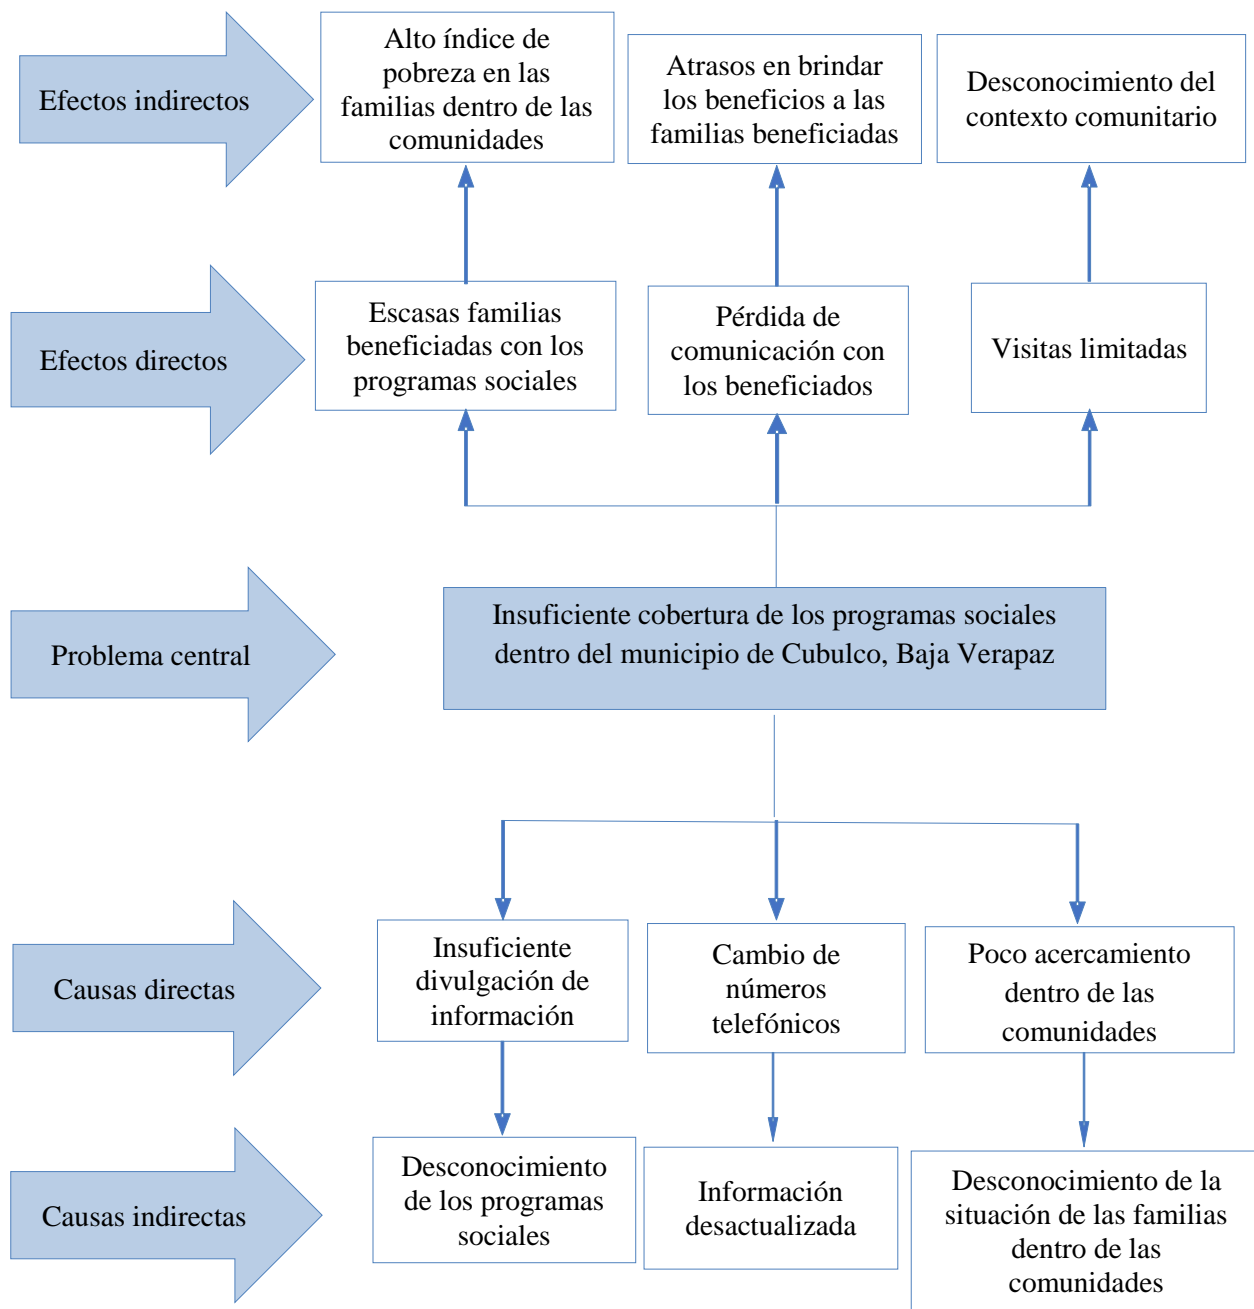 Efectos indirectos
Alto índice de
pobreza en las
familias dentro de las
comunidades
Atrasos en brindar
los beneficios a las
familias beneficiadas
Desconocimiento del
contexto comunitario
Efectos directos
Escasas familias
beneficiadas con los
programas sociales
Pérdida de
comunicación con
los beneficiados
Visitas limitadas
Problema central
Insuficiente cobertura de los programas sociales
dentro del municipio de Cubulco, Baja Verapaz
Causas directas
Insuficiente
divulgación de
información
Cambio de
números
telefónicos
Poco acercamiento
dentro de las
comunidades
Causas indirectas
Desconocimiento
de los programas
sociales
Información
desactualizada
Desconocimiento de la
situación de las familias
dentro de las
comunidades